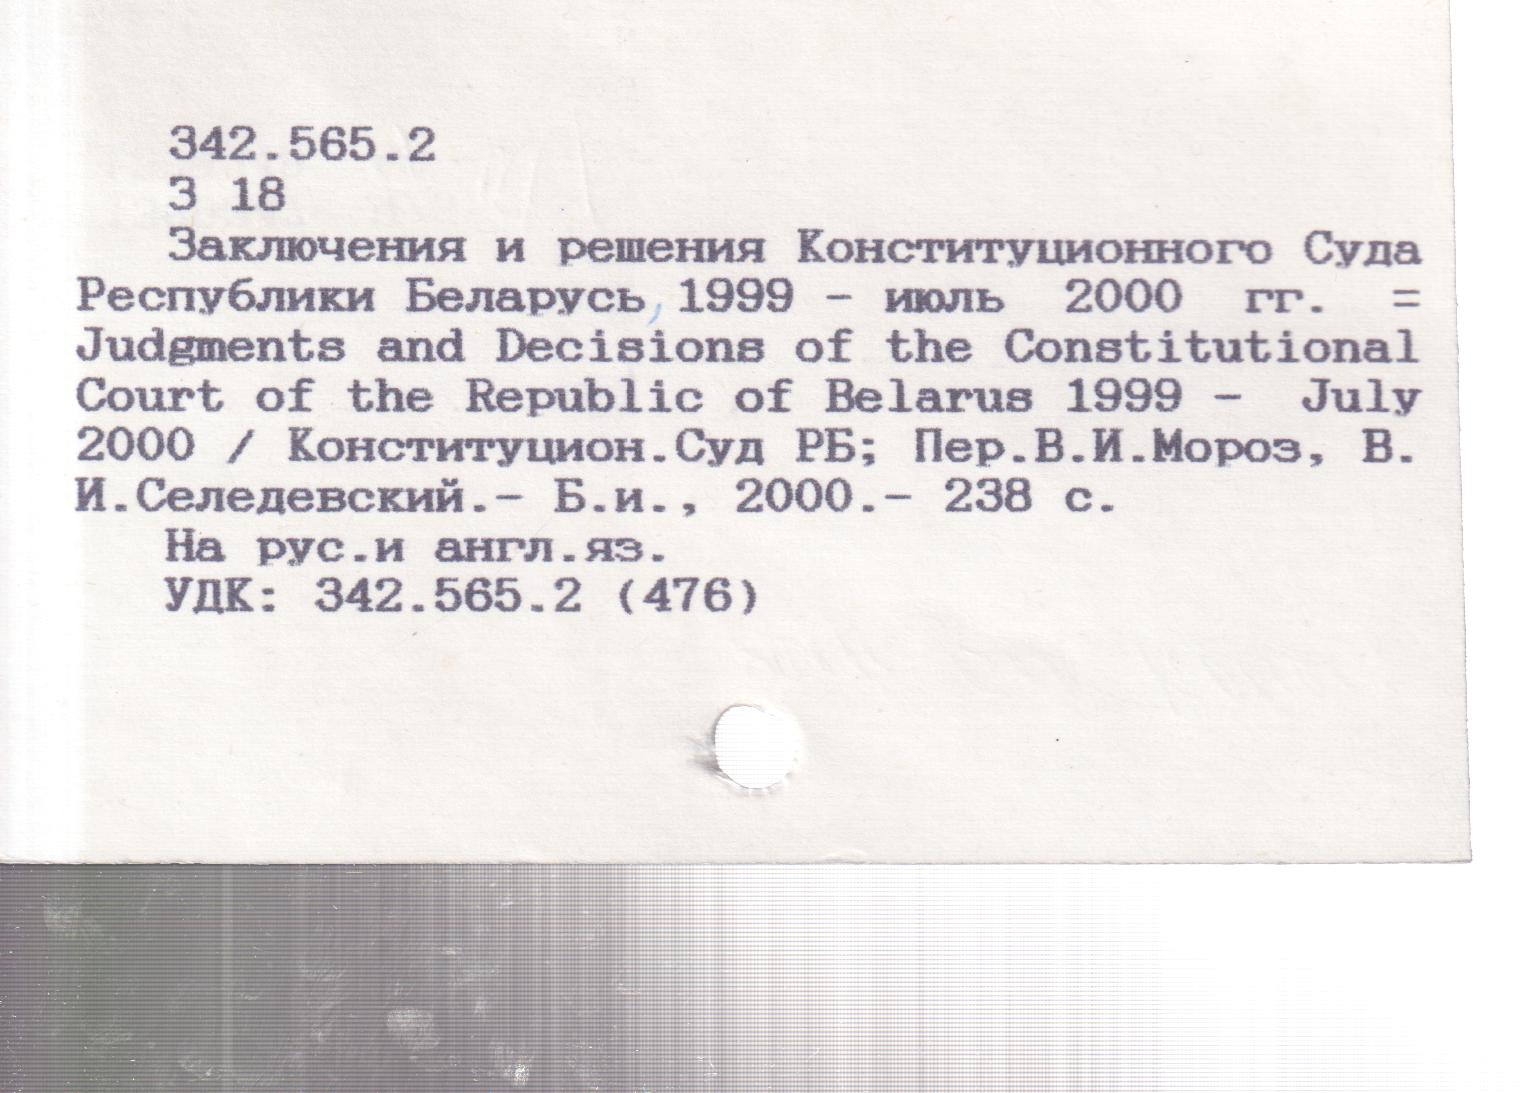 342.565.2
З 18
Заключения и решения Конституционного Суда
Республики Беларусь, 1999 - июль 2000 гг. =
Judgments and Decisions of the Constitutional
Court of the Republic of Belarus 1999 - July
2000 / Конституцион.Суд РБ; Пер.В.И.Мороз, В.
И.Селедевский.- Б.и., 2000.- 238 с.
На рус.и англ.яз.
УДК: 342.565.2 (476)